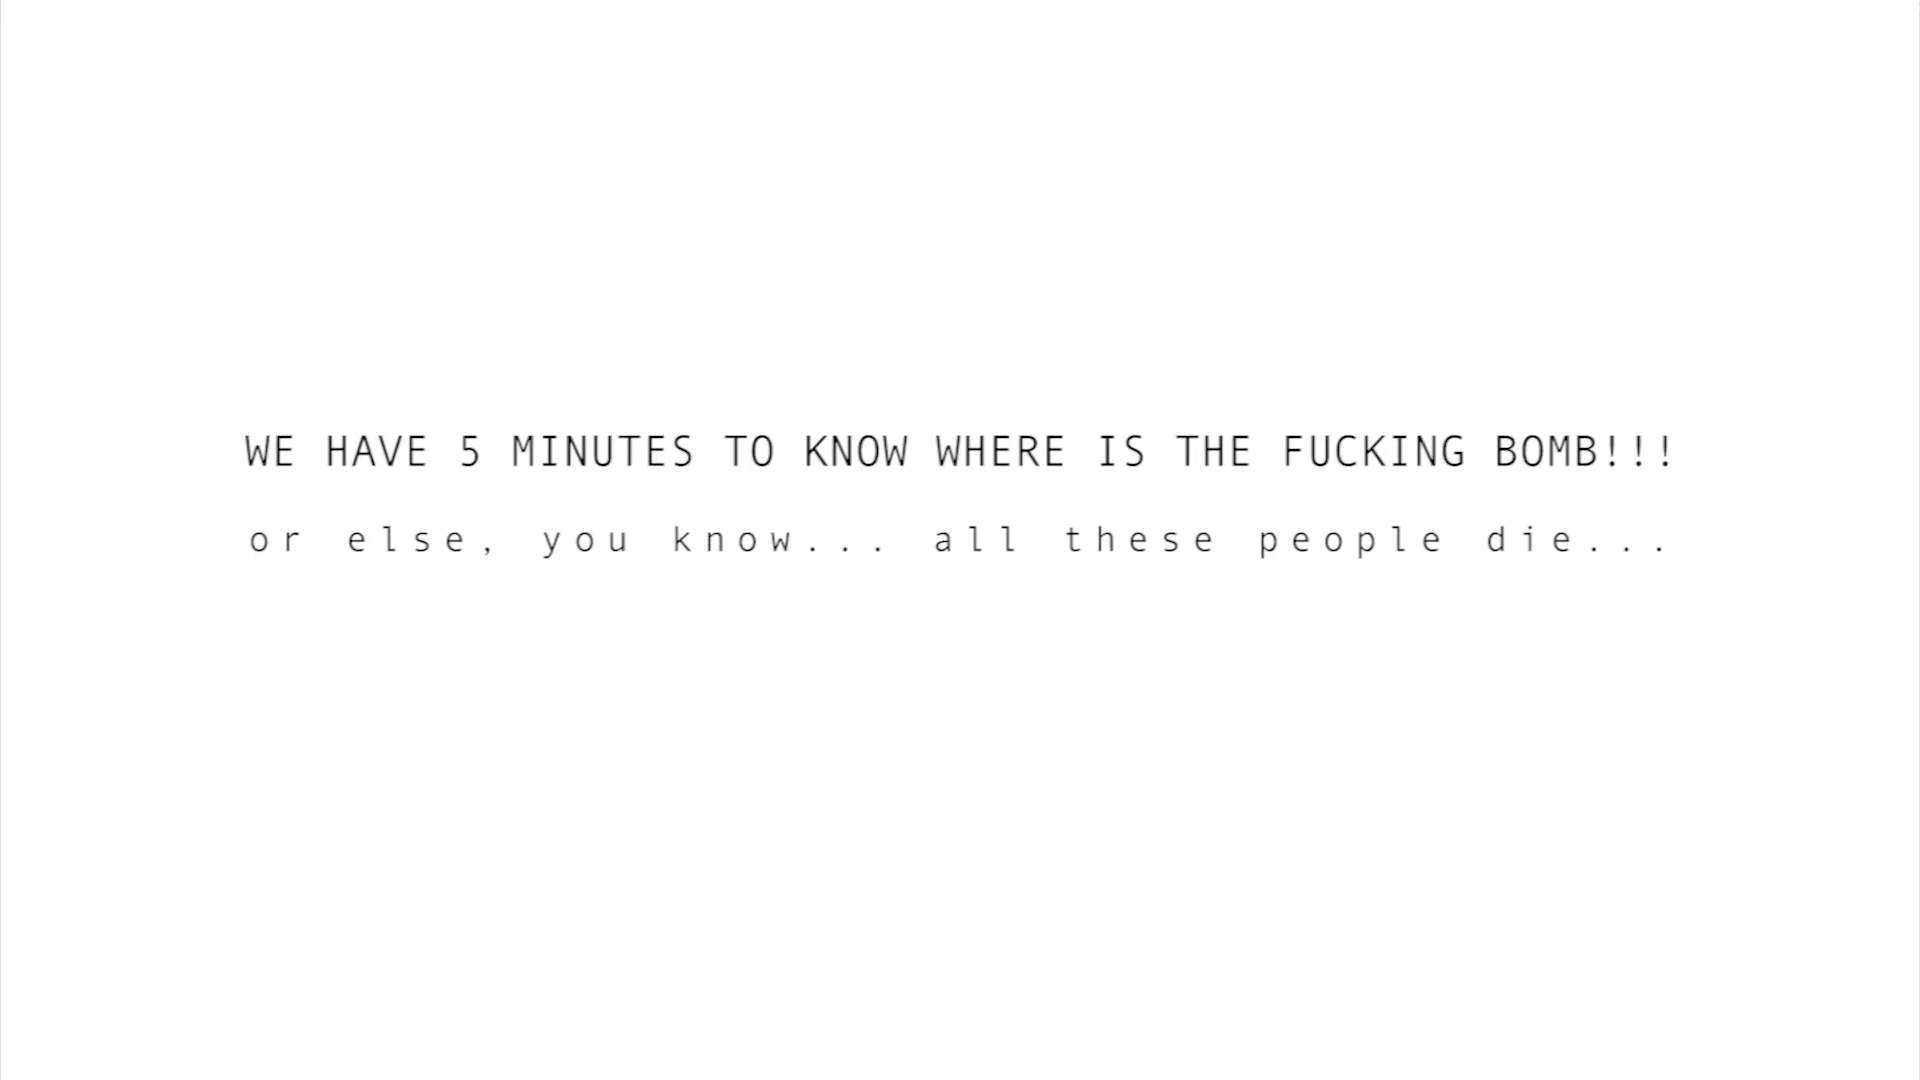 WE HAVE 5 MINUTES TO KNOW WHERE IS THE FUCKING BOMB!!!
or else, you know... all these people die...